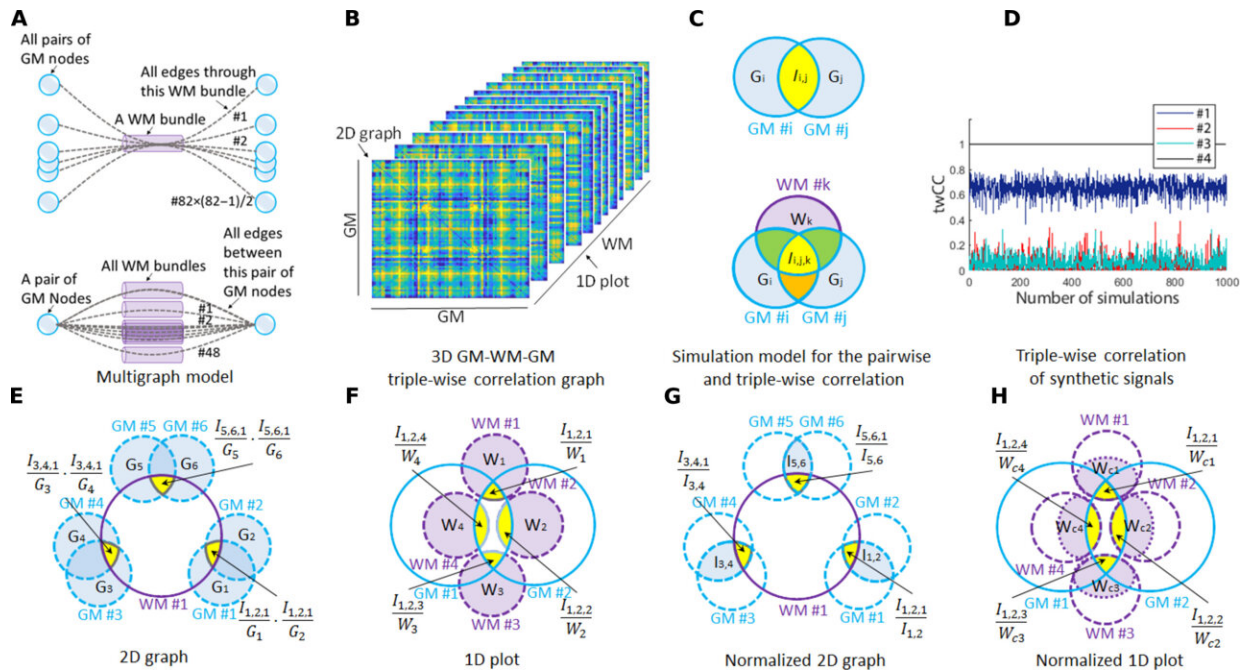 A
All pairs of
GM nodes
All edges through
this WM bundle
A WM bundle
#1
#2
#82×(82−1)/2
All edges
between
this pair of
GM nodes
All WM bundles
A pair of
GM Nodes
#1
#2
#48
Multigraph model
B
2D graph
GM
GM
WM
1D plot
3D GM-WM-GM
triple-wise correlation graph
C
Gi
Ii,j
Gj
GM #i
GM #j
WM #k
Wk
Ii,j,k
Gi
Gj
GM #i
GM #j
Simulation model for the pairwise
and triple-wise correlation
D
#1
#2
#3
#4
twCC
1
0.8
0.6
0.4
0.2
0
0 200 400 600 800 1000
Number of simulations
Triple-wise correlation
of synthetic signals
E
GM #5 GM #6
I5,6,1/G5 · I5,6,1/G6
G5
G6
I3,4,1/G3 · I3,4,1/G4
GM #4
G4
G3
GM #3
GM #2
G2
G1
GM #1
WM #1
I1,2,1/G1 · I1,2,1/G2
2D graph
F
WM #1
I1,2,4/W4
I1,2,1/W1
W1
WM #2
W4
W2
WM #4
GM #1
GM #2
W3
WM #3
I1,2,3/W3
I1,2,2/W2
1D plot
G
GM #5 GM #6
I5,6,1/I5,6
I5,6
I3,4,1/I3,4
GM #4
GM #2
I3,4
I1,2
GM #3
WM #1
GM #1
I1,2,1/I1,2
Normalized 2D graph
H
WM #1
I1,2,4/Wc4
I1,2,1/Wc1
Wc1
WM #2
Wc4
Wc2
WM #4
GM #1
GM #2
Wc3
WM #3
I1,2,3/Wc3
I1,2,2/Wc2
Normalized 1D plot